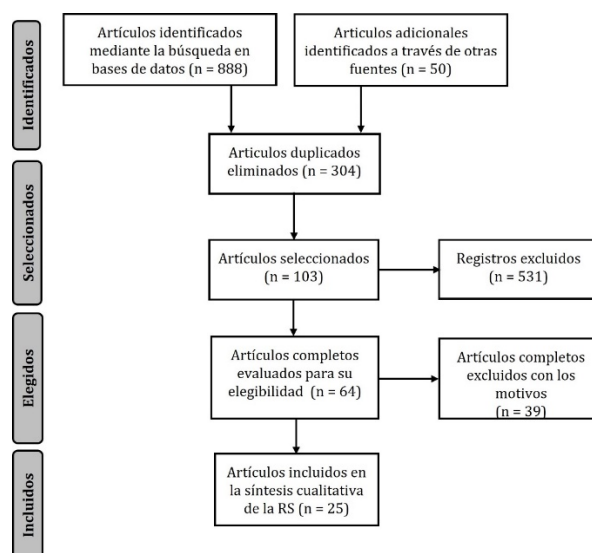 Identificados
Artículos identificados
mediante la búsqueda en
bases de datos (n = 888)
Articulos adicionales
identificados a través de otras
fuentes (n = 50)
Articulos duplicados
eliminados (n = 304)
Seleccionados
Artículos seleccionados
(n = 103)
Registros excluidos
(n = 531)
Elegidos
Artículos completos
evaluados para su
elegibilidad (n = 64)
Artículos completos
excluidos con los
motivos
(n = 39)
Incluidos
Artículos incluidos en
la síntesis cualitativa
de la RS (n = 25)